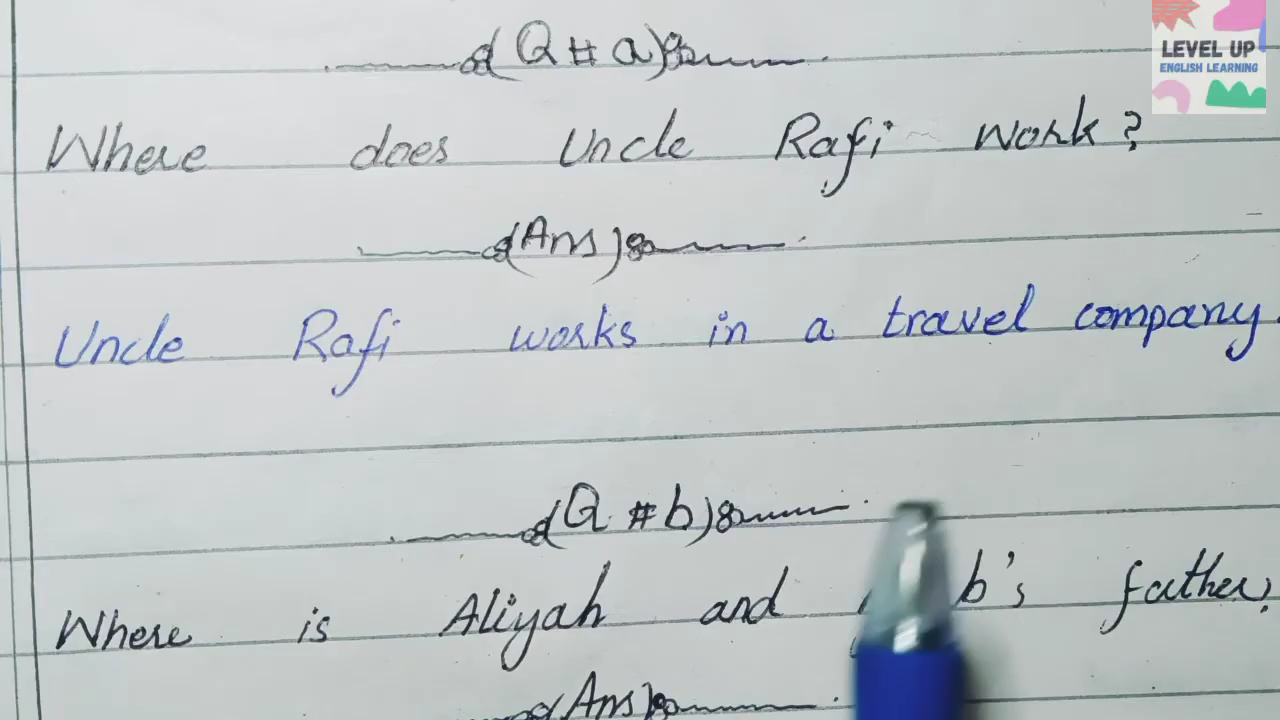 LEVEL UP
ENGLISH LEARNING
(Q # a)
Where does Uncle Rafi work?
(Ans)
Uncle Rafi works in a travel company.
(Q # b)
Where is Aliyah and father?
(Ans)